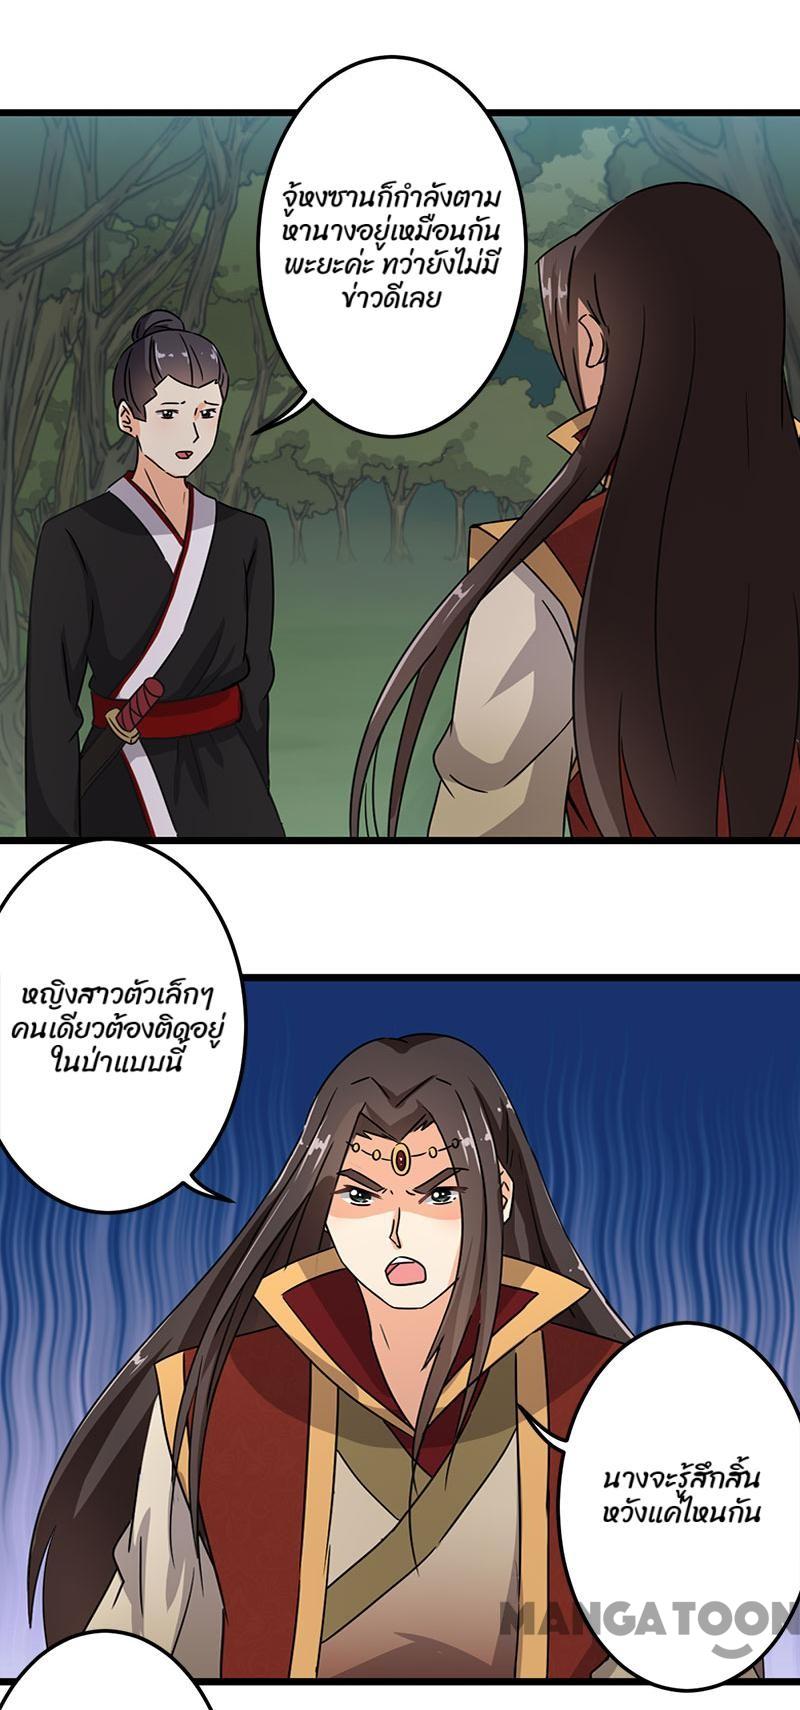 จู้หงซานก็กำลังตาม
หานางอยู่เหมือนกัน
พะยะค่ะ ทว่ายังไม่มี
ข่าวดีเลย
หญิงสาวตัวเล็กๆ
คนเดียวต้องติดอยู่
ในป่าแบบนี้
นางจะรู้สึกสิ้น
หวังแค่ไหนกัน
MANGATOON